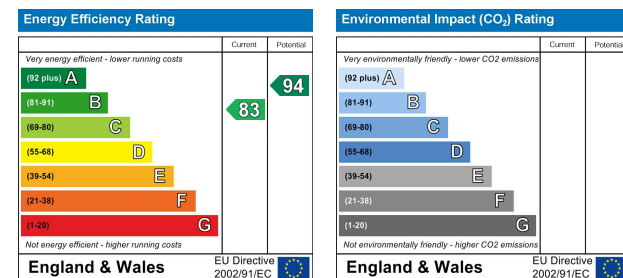 Energy Efficiency Rating
Current Potential
Very energy efficient - lower running costs
(92 plus) A
(81-91) B
(69-80) C
(55-68) D
(39-54) E
(21-38) F
(1-20) G
83
94
Not energy efficient - higher running costs
England & Wales
EU Directive
2002/91/EC
Environmental Impact (CO₂) Rating
Current Potential
Very environmentally friendly - lower CO2 emissions
(92 plus) A
(81-91) B
(69-80) C
(55-68) D
(39-54) E
(21-38) F
(1-20) G
Not environmentally friendly - higher CO2 emissions
England & Wales
EU Directive
2002/91/EC